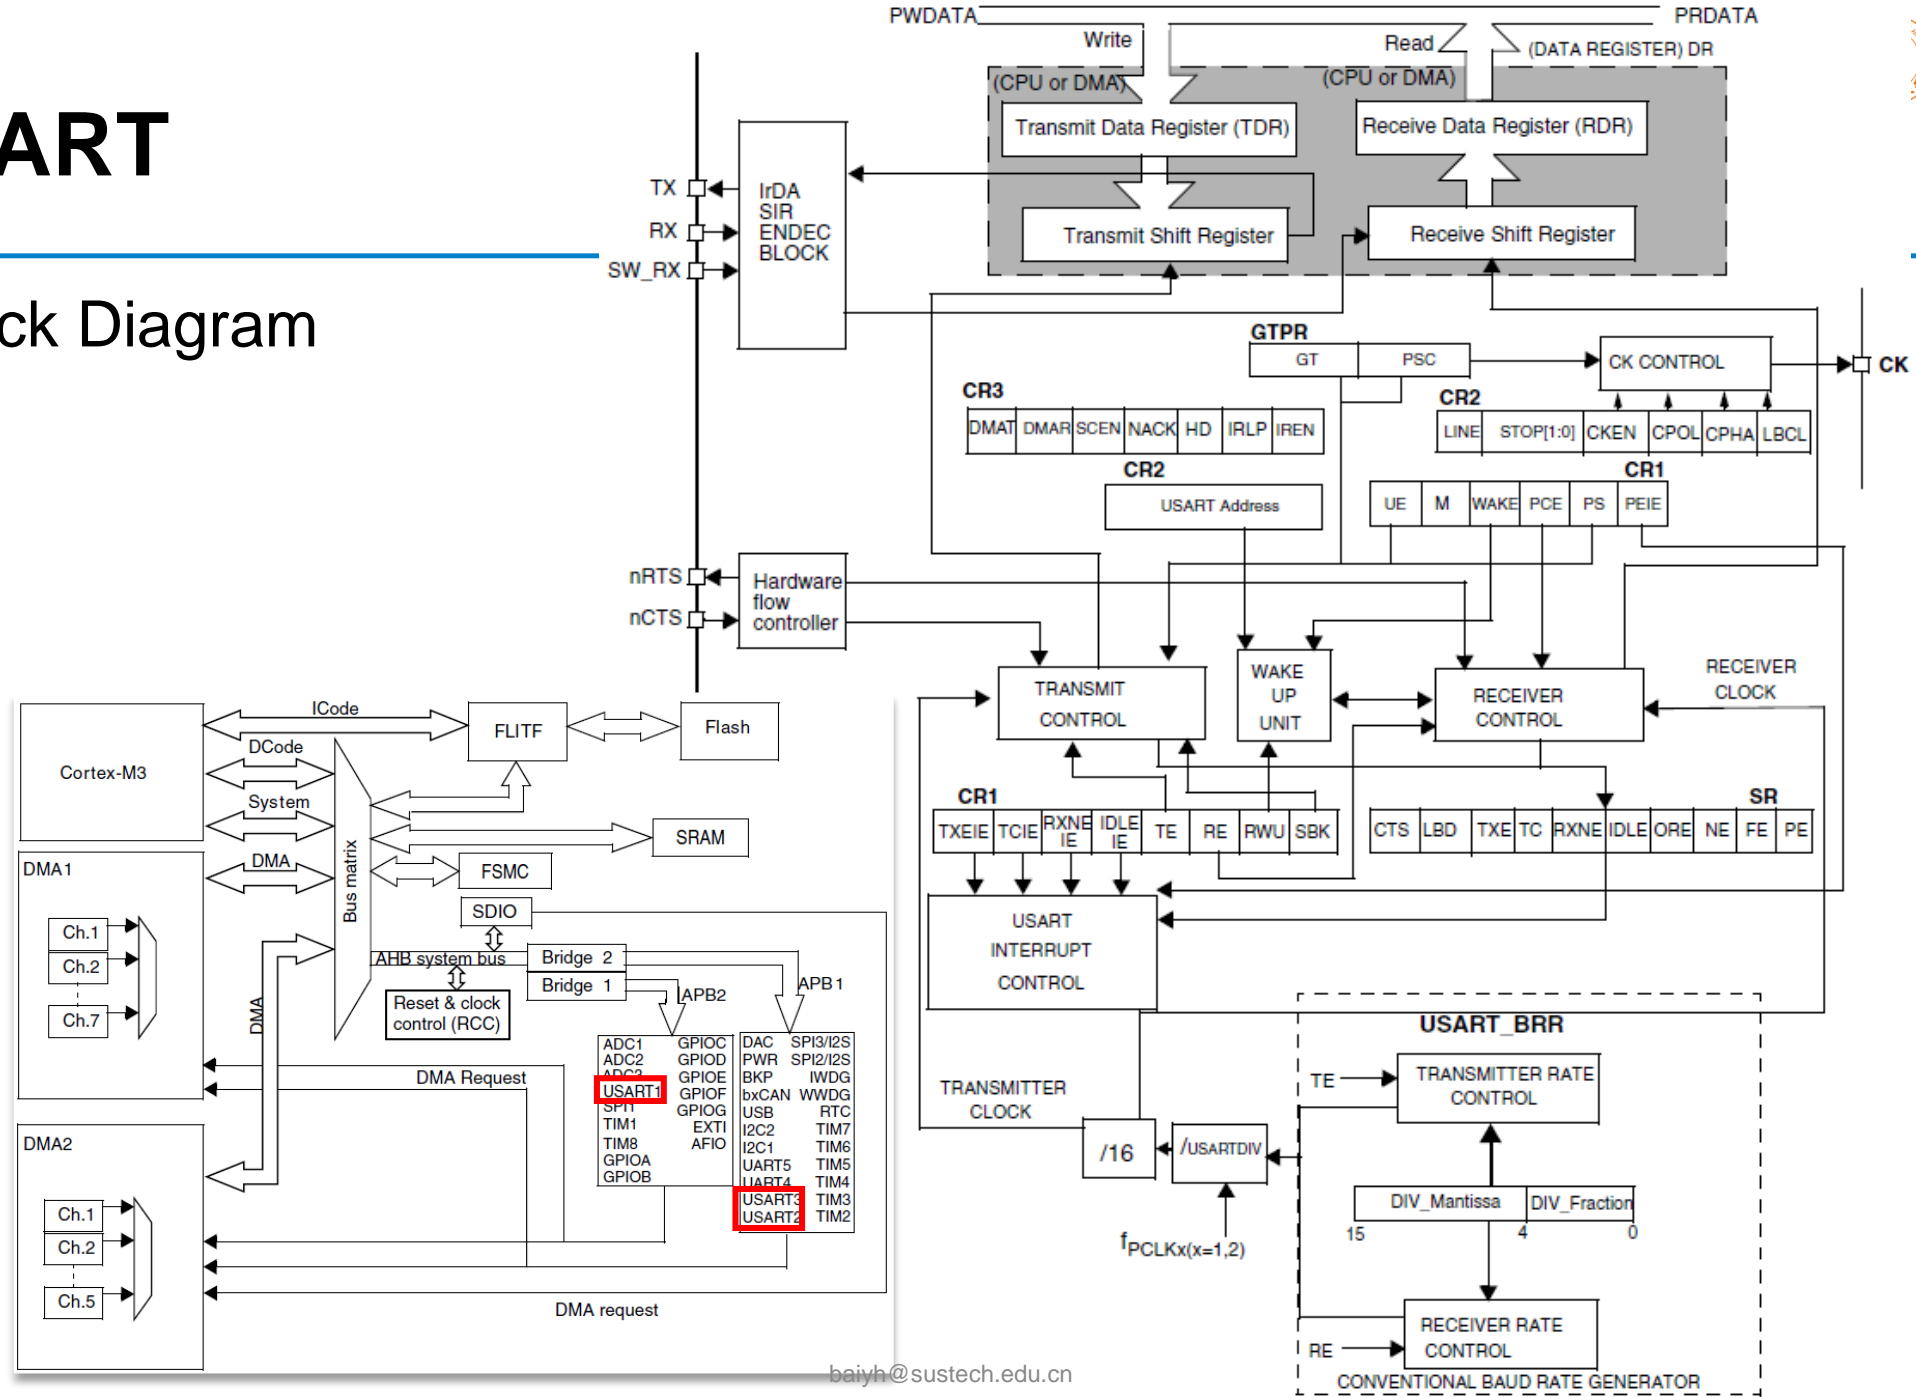 ART
ck Diagram
PWDATA
PRDATA
Write
Read
(DATA REGISTER) DR
(CPU or DMA)
(CPU or DMA)
Transmit Data Register (TDR)
Receive Data Register (RDR)
TX
RX
SW_RX
IrDA
SIR
ENDEC
BLOCK
Transmit Shift Register
Receive Shift Register
GTPR
GT
PSC
CK CONTROL
CK
CR3
DMAT DMAR SCEN NACK HD IRLP IREN
CR2
LINE STOP[1:0] CKEN CPOL CPHA LBCL
CR2
USART Address
CR1
UE M WAKE PCE PS PEIE
nRTS
nCTS
Hardware
flow
controller
TRANSMIT
CONTROL
WAKE
UP
UNIT
RECEIVER
CONTROL
RECEIVER
CLOCK
CR1
TXEIE TCIE RXNE IE IDLE IE TE RE RWU SBK
SR
CTS LBD TXE TC RXNE IDLE ORE NE FE PE
USART
INTERRUPT
CONTROL
USART_BRR
TE
TRANSMITTER RATE
CONTROL
TRANSMITTER
CLOCK
/16
/USARTDIV
fPCLKx(x=1,2)
DIV_Mantissa
DIV_Fraction
15
4
0
RE
RECEIVER RATE
CONTROL
CONVENTIONAL BAUD RATE GENERATOR
Cortex-M3
ICode
DCode
System
DMA
Bus matrix
FLITF
Flash
SRAM
FSMC
SDIO
AHB system bus
Bridge 2
Bridge 1
APB2
APB1
Reset & clock
control (RCC)
DMA
DMA1
Ch.1
Ch.2
Ch.7
DMA Request
DMA2
Ch.1
Ch.2
Ch.5
DMA request
ADC1 GPIOC
ADC2 GPIOD
ADC3 GPIOE
USART1 GPIOF
SPI1 GPIOG
TIM1 EXTI
TIM8 AFIO
GPIOA
GPIOB
DAC SPI3/I2S
PWR SPI2/I2S
BKP IWDG
bxCAN WWDG
USB RTC
I2C2 TIM7
I2C1 TIM6
UART5 TIM5
UART4 TIM4
USART3 TIM3
USART2 TIM2
baiyh@sustech.edu.cn